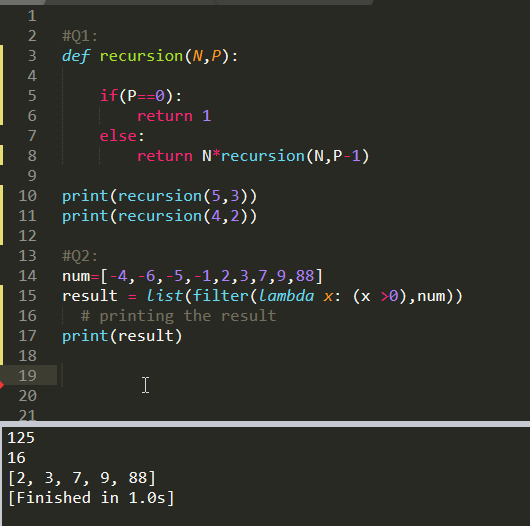 1
2 #Q1:
3 def recursion(N,P):
4
5     if(P==0):
6         return 1
7     else:
8         return N*recursion(N,P-1)
9
10 print(recursion(5,3))
11 print(recursion(4,2))
12
13 #Q2:
14 num=[-4,-6,-5,-1,2,3,7,9,88]
15 result = list(filter(lambda x: (x >0),num))
16   # printing the result
17 print(result)
18
19
20
21
125
16
[2, 3, 7, 9, 88]
[Finished in 1.0s]